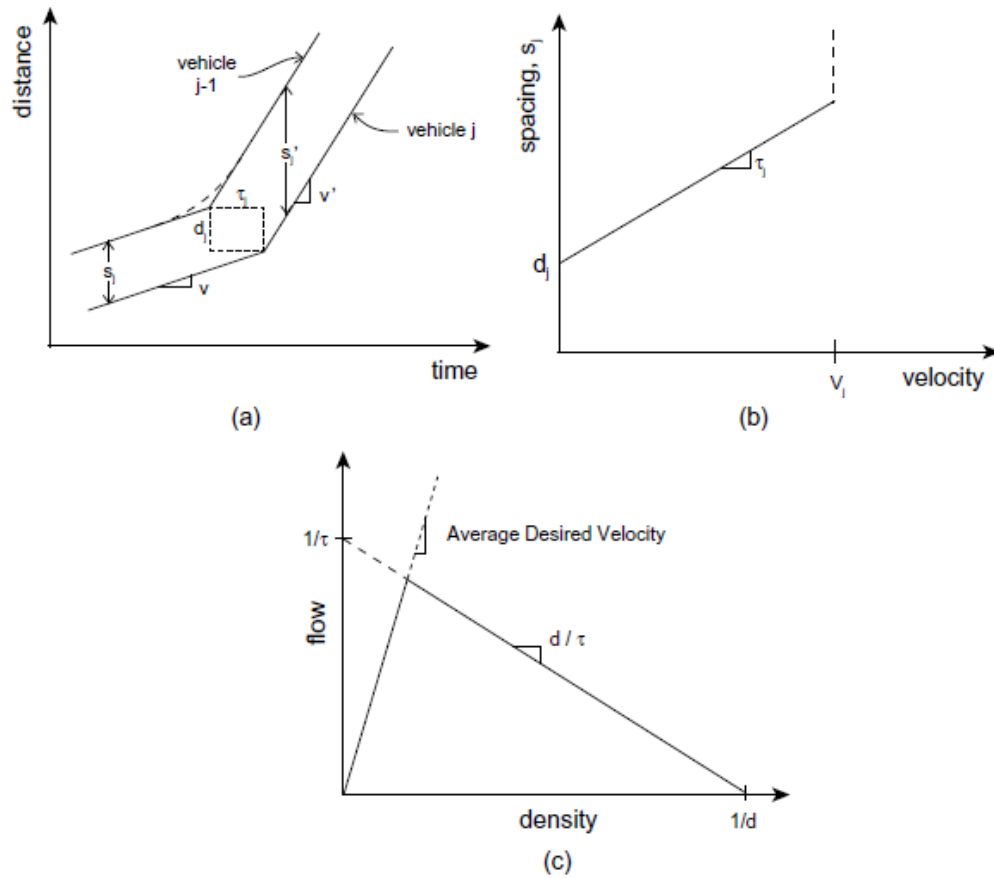 distance
vehicle
j-1
vehicle j
s_j'
τ_j
v'
d_j
s_j
v
time
(a)
spacing, s_j
τ_j
d_j
V_j
velocity
(b)
1/τ
Average Desired Velocity
flow
d / τ
density
1/d
(c)